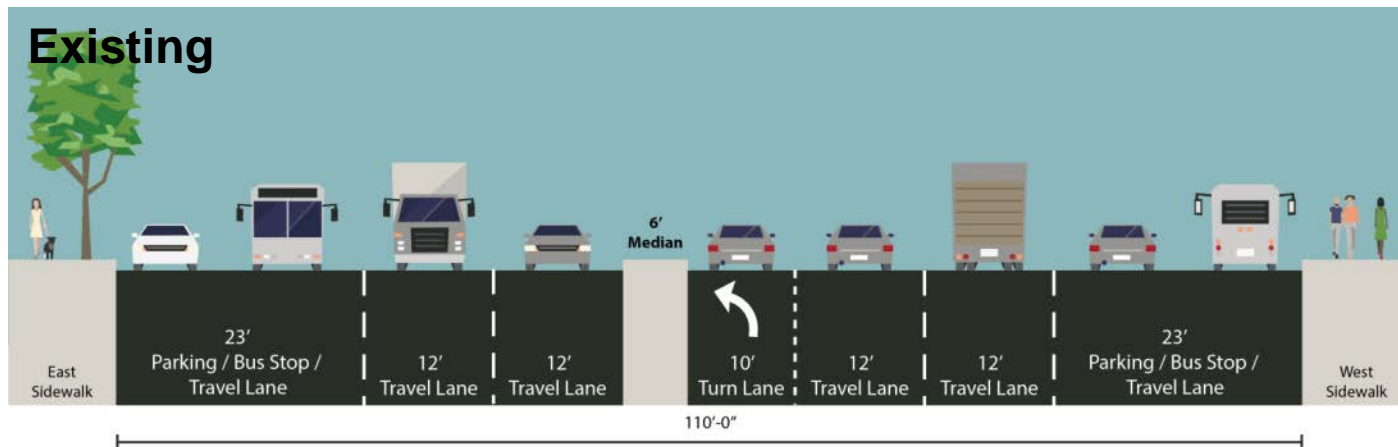 Existing
6’
Median
East
Sidewalk
23’
Parking / Bus Stop /
Travel Lane
12’
Travel Lane
12’
Travel Lane
10’
Turn Lane
12’
Travel Lane
12’
Travel Lane
23’
Parking / Bus Stop /
Travel Lane
West
Sidewalk
110’-0”